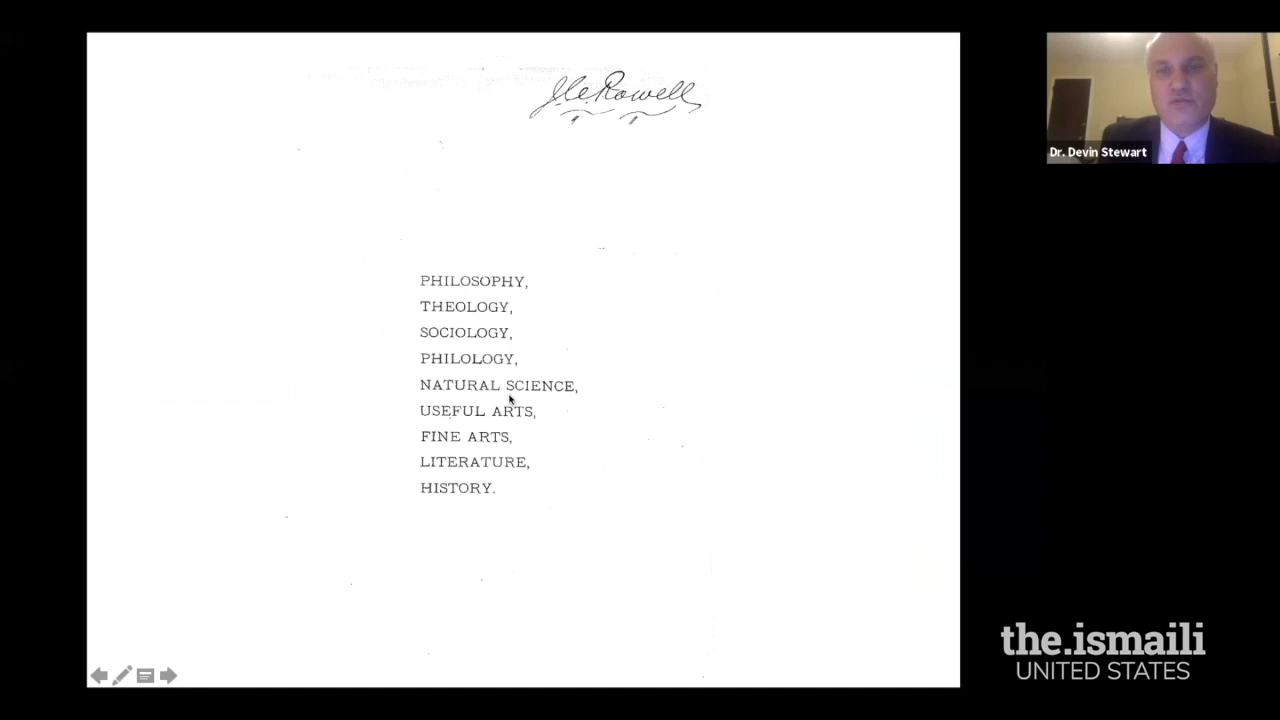 J. C. Rowell
PHILOSOPHY,
THEOLOGY,
SOCIOLOGY,
PHILOLOGY,
NATURAL SCIENCE,
USEFUL ARTS,
FINE ARTS,
LITERATURE,
HISTORY.
Dr. Devin Stewart
the.ismaili
UNITED STATES